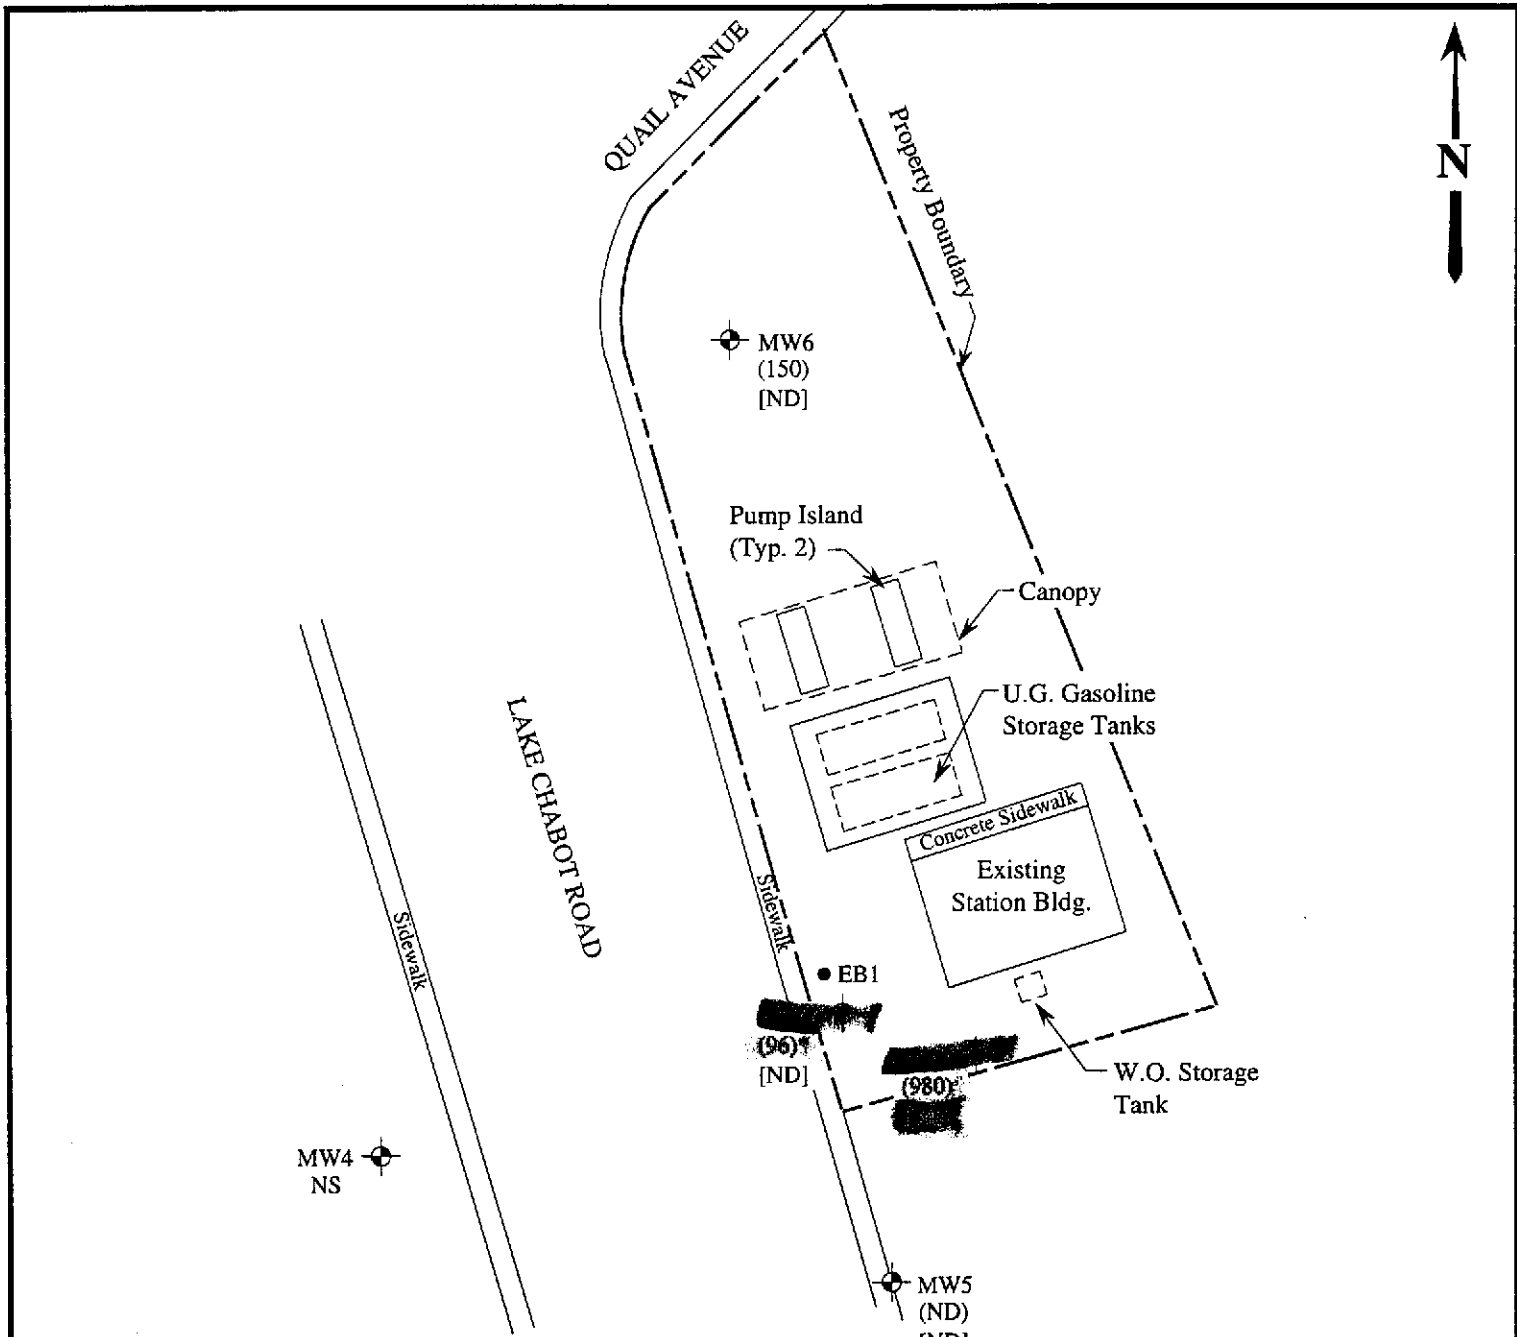 QUAIL AVENUE
N
Property Boundary
MW6
(150)
[ND]
Pump Island
(Typ. 2)
Canopy
U.G. Gasoline
Storage Tanks
LAKE CHABOT ROAD
Concrete Sidewalk
Existing
Station Bldg.
Sidewalk
Sidewalk
EB1
(96)
[ND]
(980)
W.O. Storage
Tank
MW4
NS
MW5
(ND)
[ND]